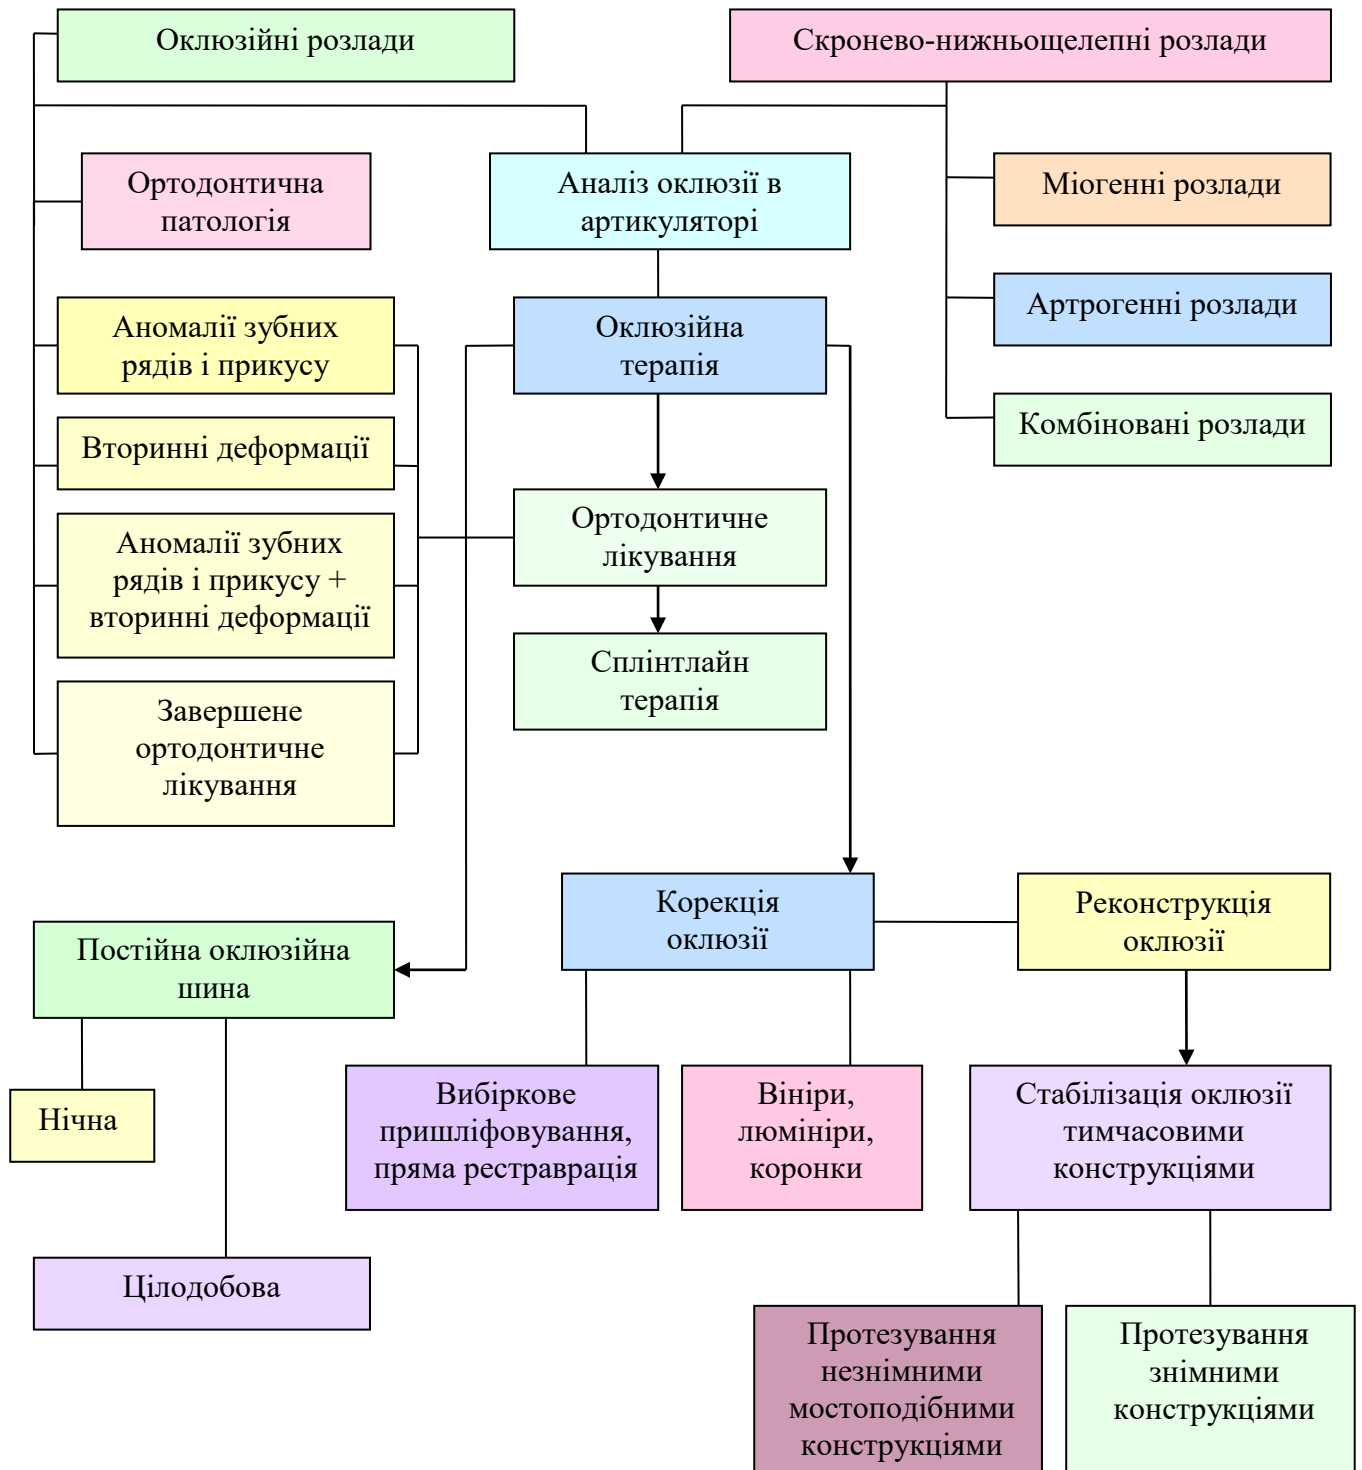 Оклюзійні розлади
Скронево-нижньощелепні розлади
Ортодонтична
патологія
Аналіз оклюзії в
артикуляторі
Міогенні розлади
Артрогенні розлади
Комбіновані розлади
Аномалії зубних
рядів і прикусу
Оклюзійна
терапія
Вторинні деформації
Аномалії зубних
рядів і прикусу +
вторинні деформації
Ортодонтичне
лікування
Сплінтлайн
терапія
Завершене
ортодонтичне
лікування
Корекція
оклюзії
Реконструкція
оклюзії
Постійна оклюзійна
шина
Нічна
Цілодобова
Вибіркове
пришліфовування,
пряма реставрація
Вініри,
люмініри,
коронки
Стабілізація оклюзії
тимчасовими
конструкціями
Протезування
незнімними
мостоподібними
конструкціями
Протезування
знімними
конструкціями